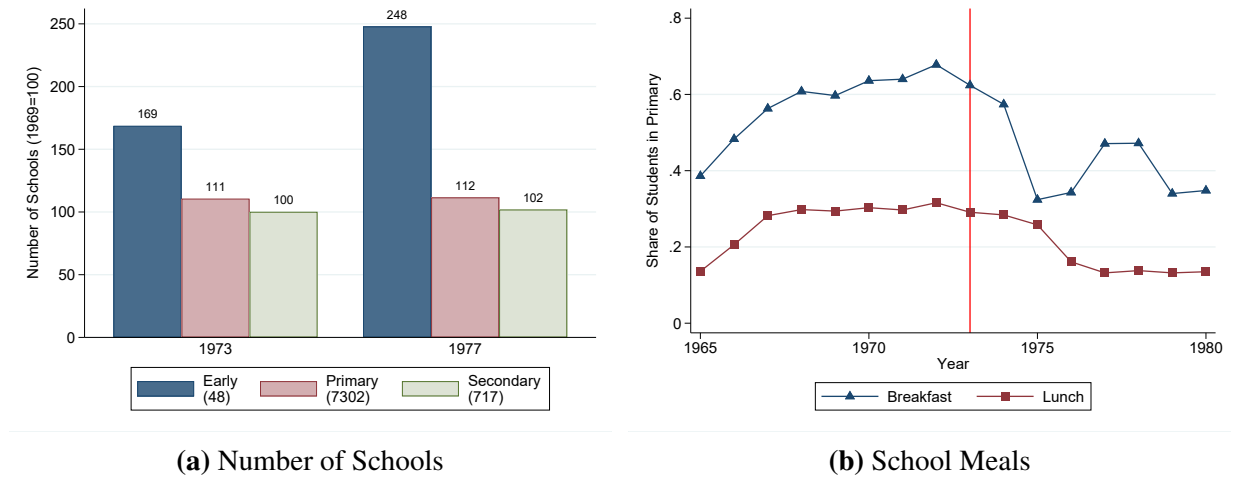 Number of Schools (1969=100)
250
200
150
100
50
0
169
111
100
248
112
102
1973
1977
Early
(48)
Primary
(7302)
Secondary
(717)
(a) Number of Schools
Share of Students in Primary
.8
.6
.4
.2
0
1965
1970
1975
1980
Year
Breakfast
Lunch
(b) School Meals